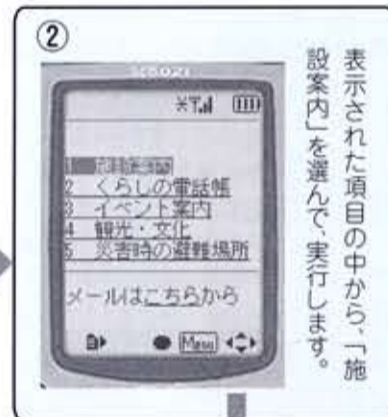 ②
表示された項目の中から、「施
設案内」を選んで、実行します。
1
2 くらしの電話帳
3 イベント案内
4 観光・文化
5 災害時の避難場所
メールはこちらから
Menu